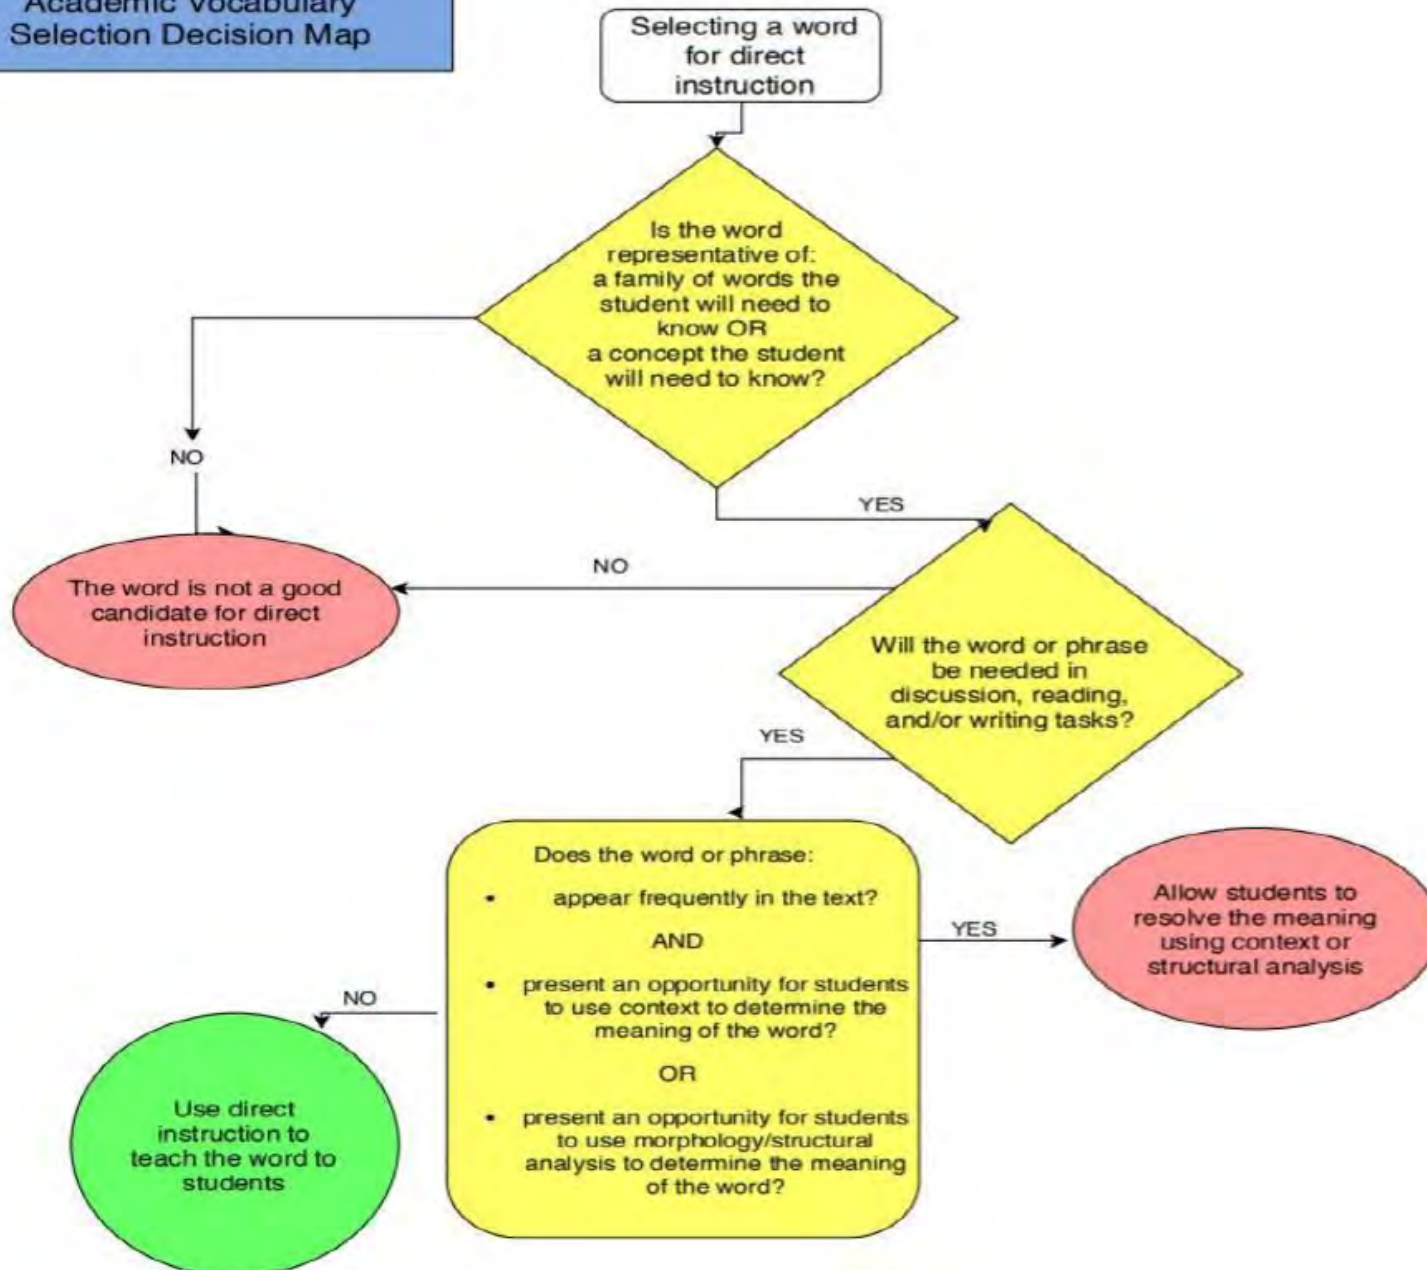 Academic Vocabulary
Selection Decision Map
Selecting a word
for direct
instruction
Is the word
representative of:
a family of words the
student will need to
know OR
a concept the student
will need to know?
NO
YES
NO
The word is not a good
candidate for direct
instruction
Will the word or phrase
be needed in
discussion, reading,
and/or writing tasks?
YES
Does the word or phrase:
• appear frequently in the text?
AND
• present an opportunity for students
to use context to determine the
meaning of the word?
OR
• present an opportunity for students
to use morphology/structural
analysis to determine the meaning
of the word?
YES
Allow students to
resolve the meaning
using context or
structural analysis
NO
Use direct
instruction to
teach the word to
students